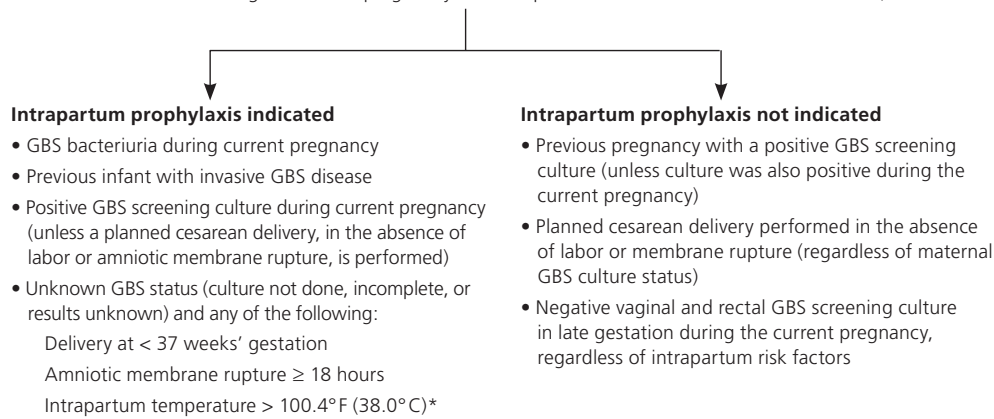 Intrapartum prophylaxis indicated
• GBS bacteriuria during current pregnancy
• Previous infant with invasive GBS disease
• Positive GBS screening culture during current pregnancy
(unless a planned cesarean delivery, in the absence of
labor or amniotic membrane rupture, is performed)
• Unknown GBS status (culture not done, incomplete, or
results unknown) and any of the following:
Delivery at < 37 weeks’ gestation
Amniotic membrane rupture ≥ 18 hours
Intrapartum temperature > 100.4°F (38.0°C)*
Intrapartum prophylaxis not indicated
• Previous pregnancy with a positive GBS screening
culture (unless culture was also positive during the
current pregnancy)
• Planned cesarean delivery performed in the absence
of labor or membrane rupture (regardless of maternal
GBS culture status)
• Negative vaginal and rectal GBS screening culture
in late gestation during the current pregnancy,
regardless of intrapartum risk factors